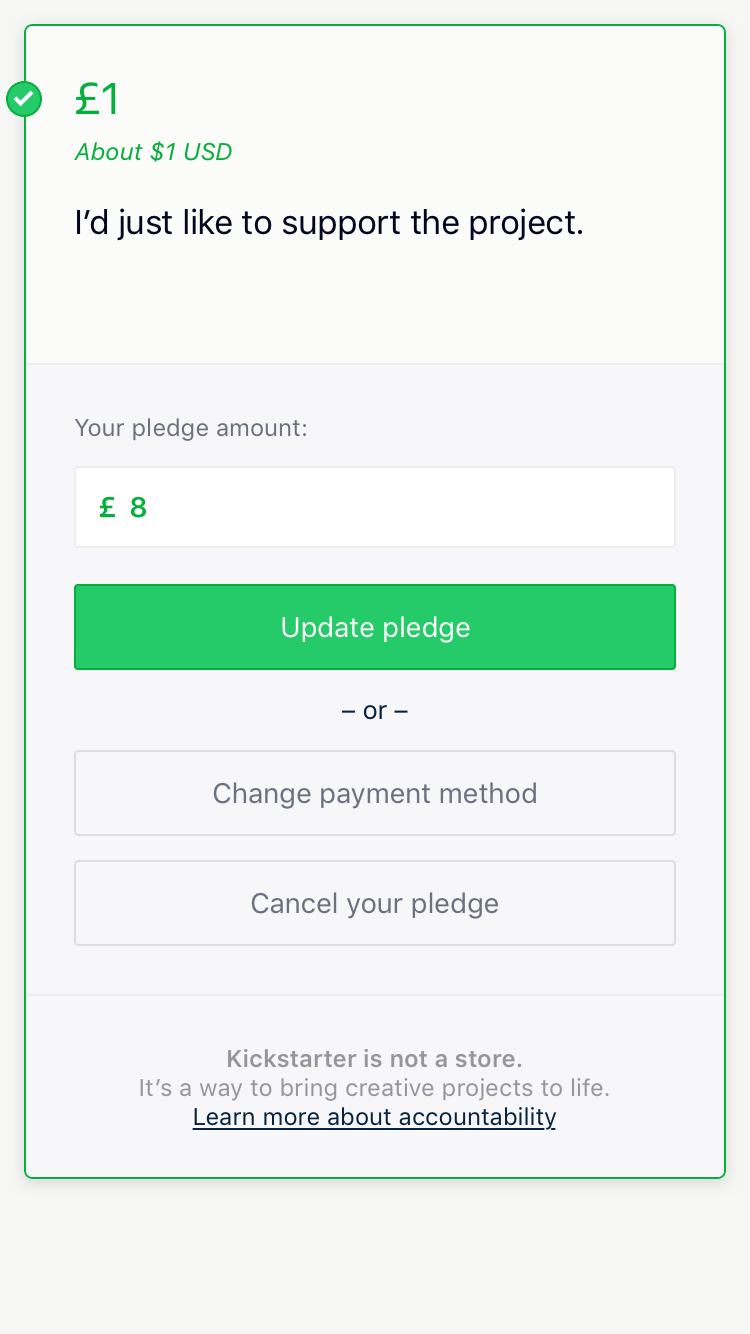 £1
About $1 USD
I’d just like to support the project.
Your pledge amount:
£ 8
Update pledge
– or –
Change payment method
Cancel your pledge
Kickstarter is not a store.
It’s a way to bring creative projects to life.
Learn more about accountability